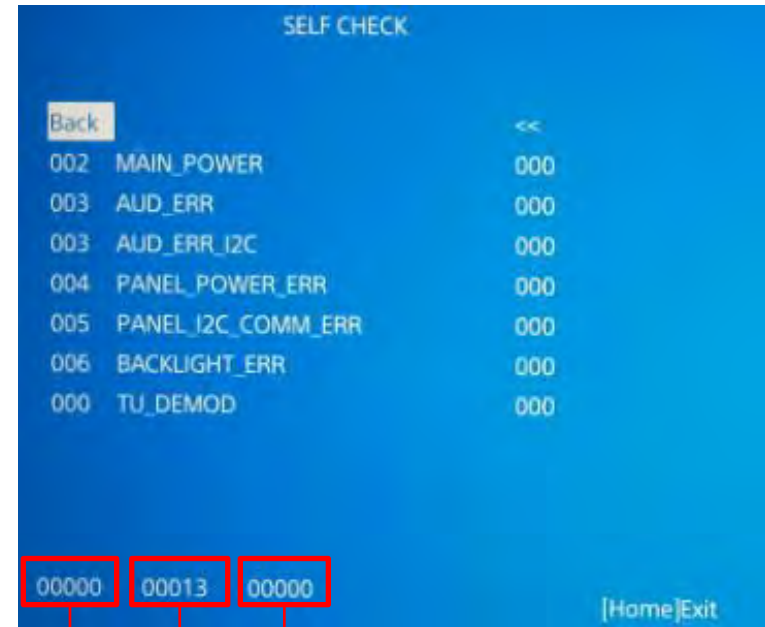 SELF CHECK
Back <<
002 MAIN_POWER 000
003 AUD_ERR 000
003 AUD_ERR_I2C 000
004 PANEL_POWER_ERR 000
005 PANEL_I2C_COMM_ERR 000
006 BACKLIGHT_ERR 000
000 TU_DEMOD 000
00000 00013 00000
[Home]Exit